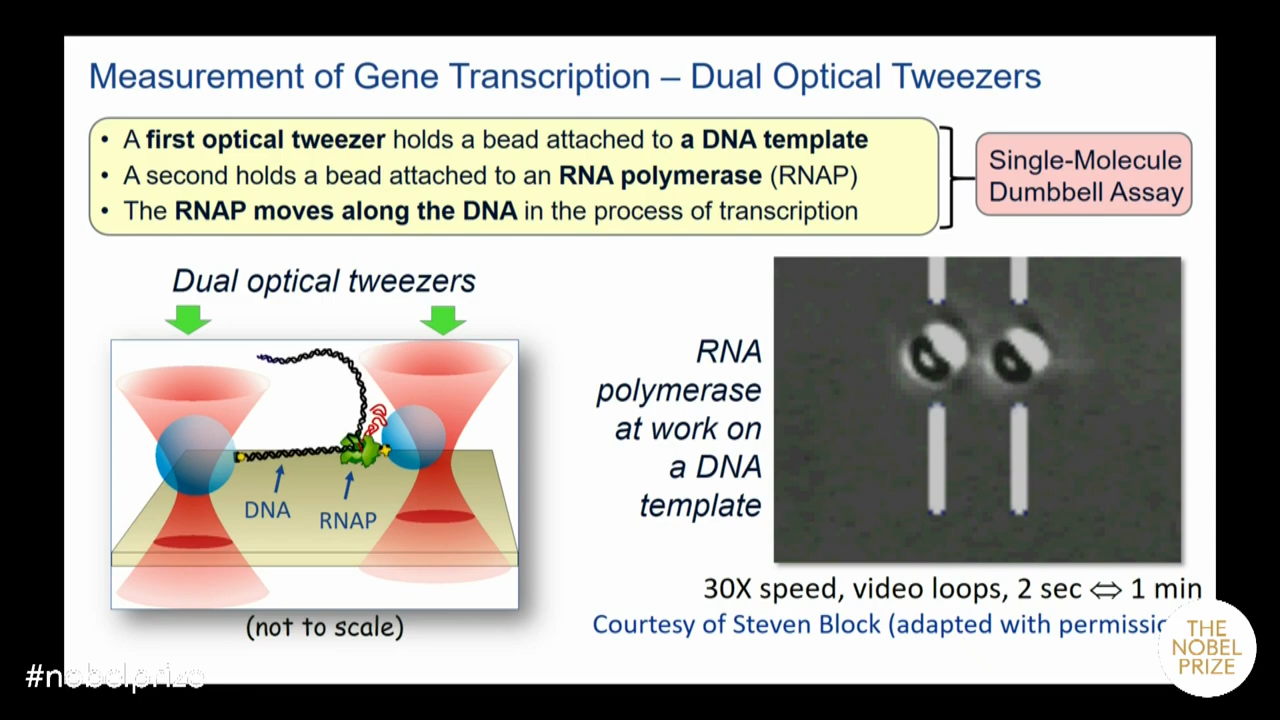 Measurement of Gene Transcription – Dual Optical Tweezers
• A first optical tweezer holds a bead attached to a DNA template
• A second holds a bead attached to an RNA polymerase (RNAP)
• The RNAP moves along the DNA in the process of transcription
Single-Molecule
Dumbbell Assay
Dual optical tweezers
DNA
RNAP
(not to scale)
RNA
polymerase
at work on
a DNA
template
30X speed, video loops, 2 sec ⇔ 1 min
Courtesy of Steven Block (adapted with
THE
NOBEL
PRIZE
#nobelprize